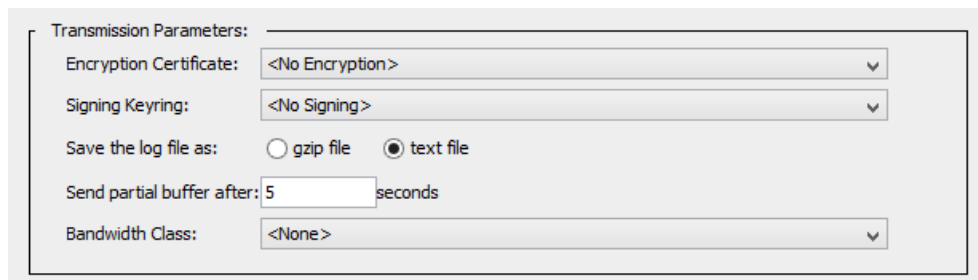 Transmission Parameters:
Encryption Certificate: <No Encryption>
Signing Keyring: <No Signing>
Save the log file as: gzip file text file
Send partial buffer after: 5 seconds
Bandwidth Class: <None>